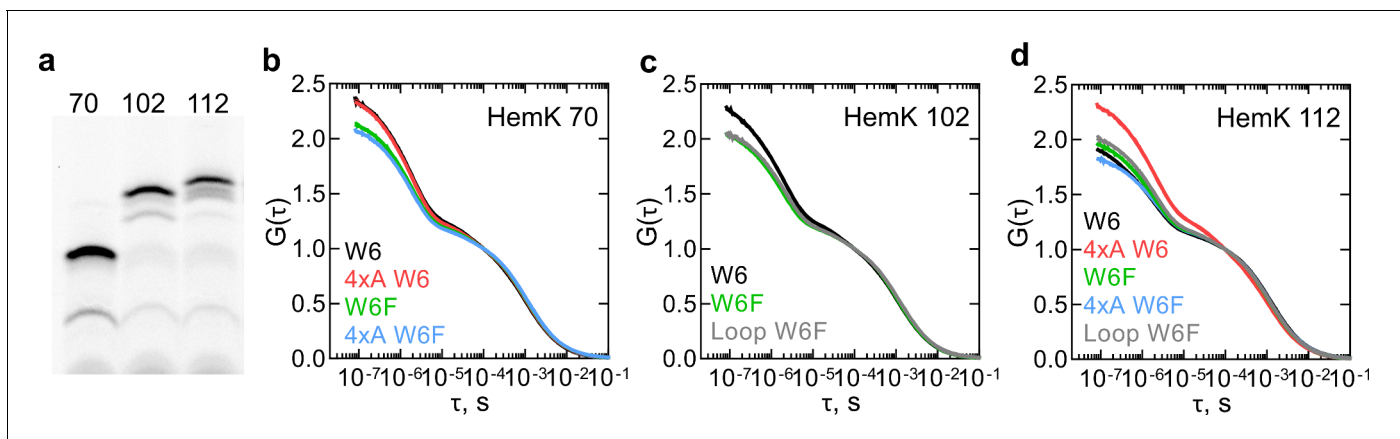 a
70 102 112
b
2.5
2.0
1.5
1.0
0.5
0.0
G(τ)
HemK 70
W6
4xA W6
W6F
4xA W6F
10⁻⁷ 10⁻⁶ 10⁻⁵ 10⁻⁴ 10⁻³ 10⁻² 10⁻¹
τ, s
c
2.5
2.0
1.5
1.0
0.5
0.0
G(τ)
HemK 102
W6
W6F
Loop W6F
10⁻⁷ 10⁻⁶ 10⁻⁵ 10⁻⁴ 10⁻³ 10⁻² 10⁻¹
τ, s
d
2.5
2.0
1.5
1.0
0.5
0.0
G(τ)
HemK 112
W6
4xA W6
W6F
4xA W6F
Loop W6F
10⁻⁷ 10⁻⁶ 10⁻⁵ 10⁻⁴ 10⁻³ 10⁻² 10⁻¹
τ, s